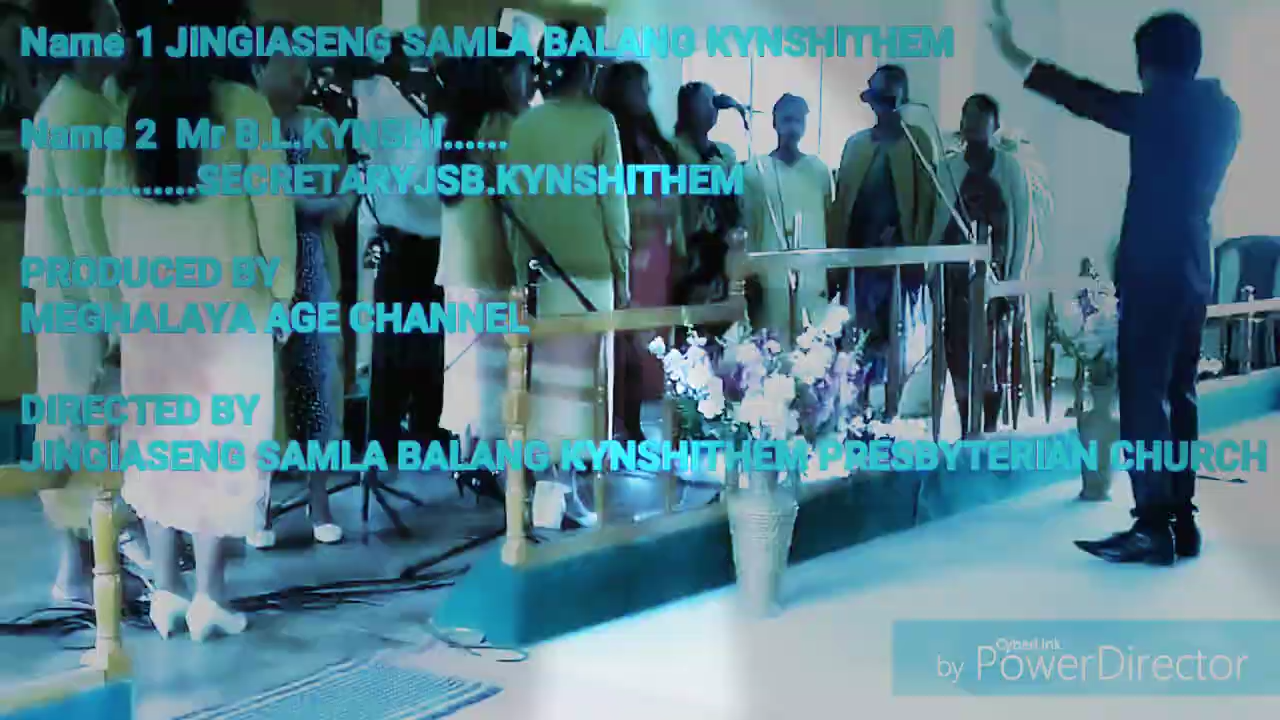 Name 1 JINGIASENG SAMLA BALANG KYNSHITHEM
Name 2 Mr B.L.KYNSHI......
................SECRETARYJSB.KYNSHITHEM
PRODUCED BY
MEGHALAYA AGE CHANNEL
DIRECTED BY
JINGIASENG SAMLA BALANG KYNSHITHEM PRESBYTERIAN CHURCH
CyberLink
by PowerDirector